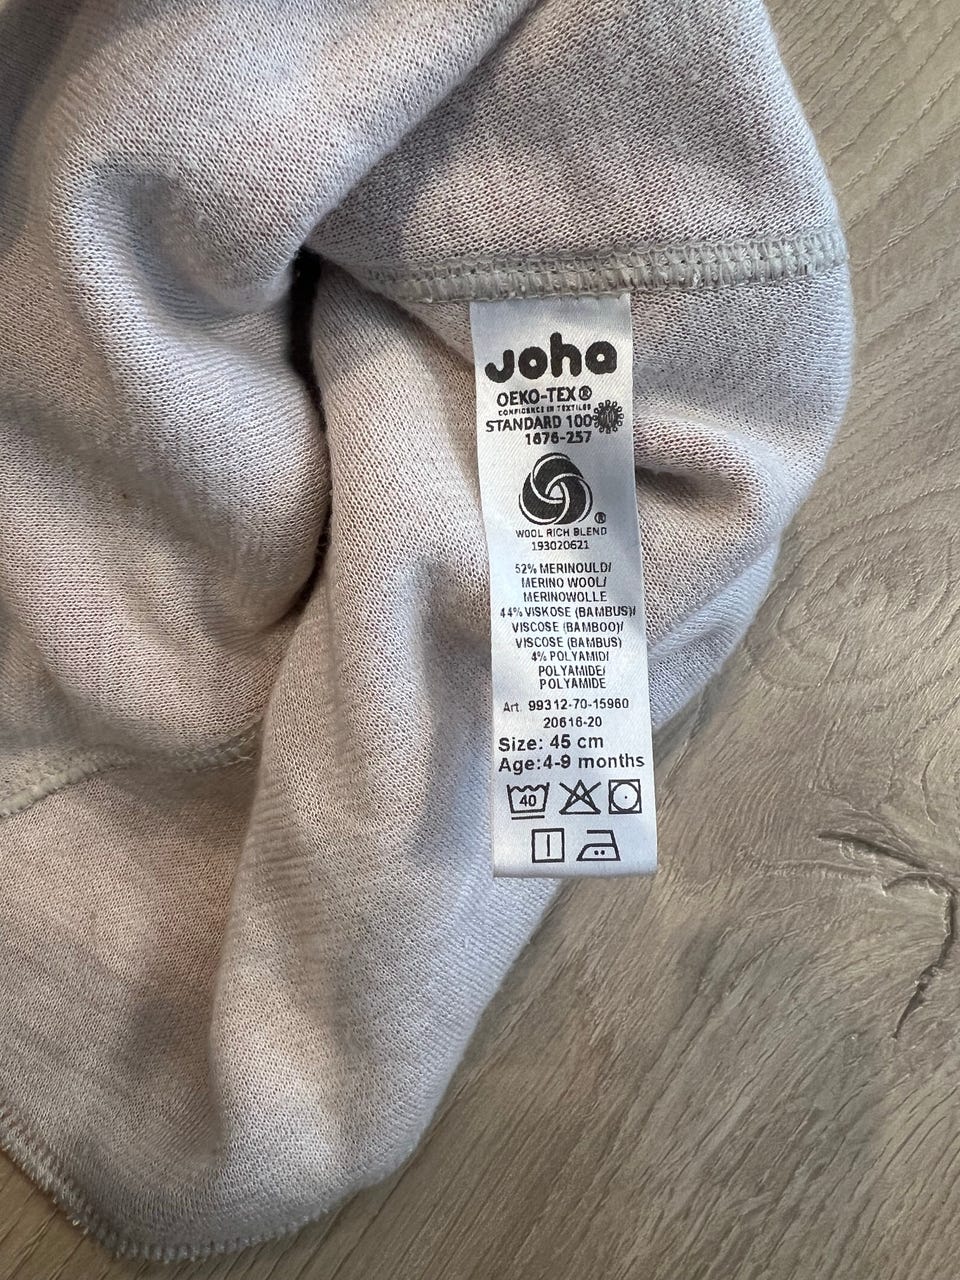 Joha
OEKO-TEX®
CONFIDENCE IN TEXTILES
STANDARD 100
1676-257
®
WOOL RICH BLEND
193020621
52% MERINOULD/
MERINO WOOL/
MERINOWOLLE
44% VISKOSE (BAMBUS)/
VISCOSE (BAMBOO)/
VISCOSE (BAMBUS)
4% POLYAMID/
POLYAMIDE/
POLYAMIDE
Art. 99312-70-15960
20616-20
Size: 45 cm
Age:4-9 months
40